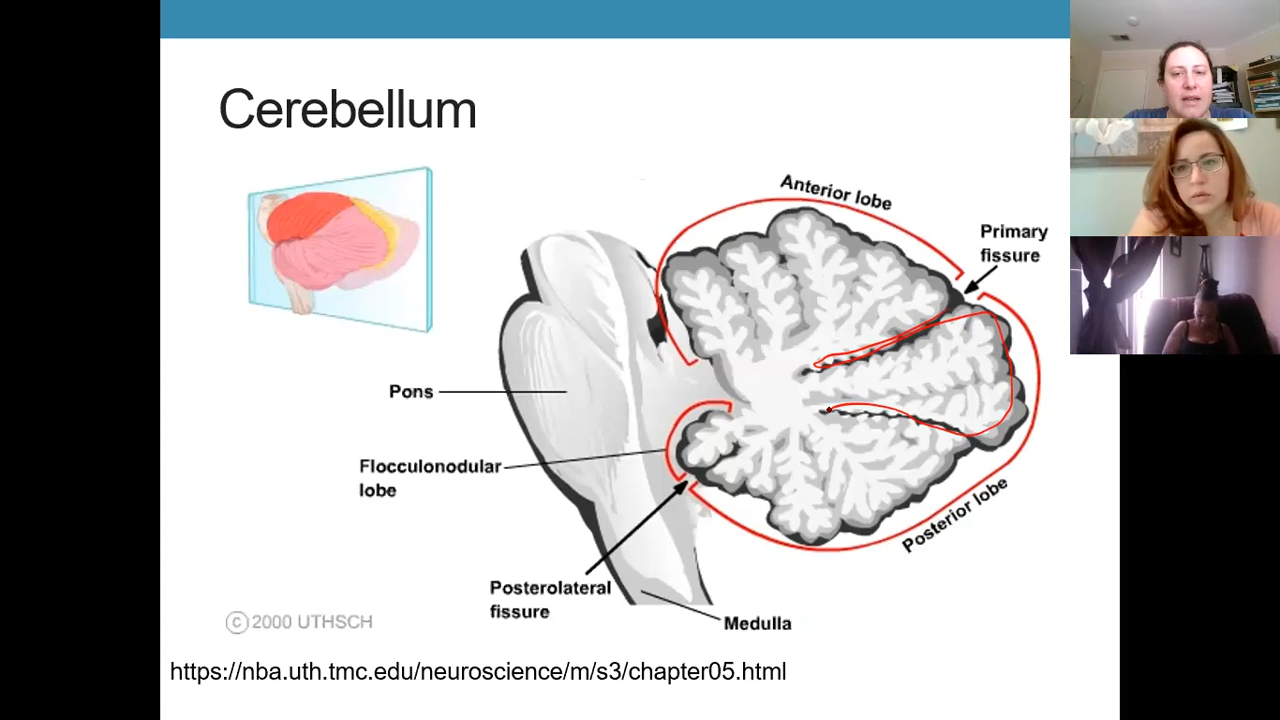 Cerebellum
Anterior lobe
Primary
fissure
Pons
Flocculonodular
lobe
Posterior lobe
Posterolateral
fissure
Medulla
© 2000 UTHSCH
https://nba.uth.tmc.edu/neuroscience/m/s3/chapter05.html